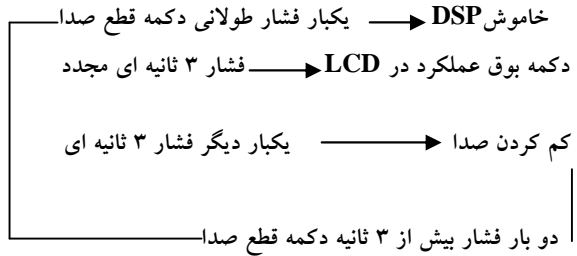 یکبار فشار طولانی دکمه قطع صدا DSP خاموش
فشار ۳ ثانیه ای مجدد LCD دکمه بوق عملکرد در
یکبار دیگر فشار ۳ ثانیه ای کم کردن صدا
دو بار فشار بیش از ۳ ثانیه دکمه قطع صدا